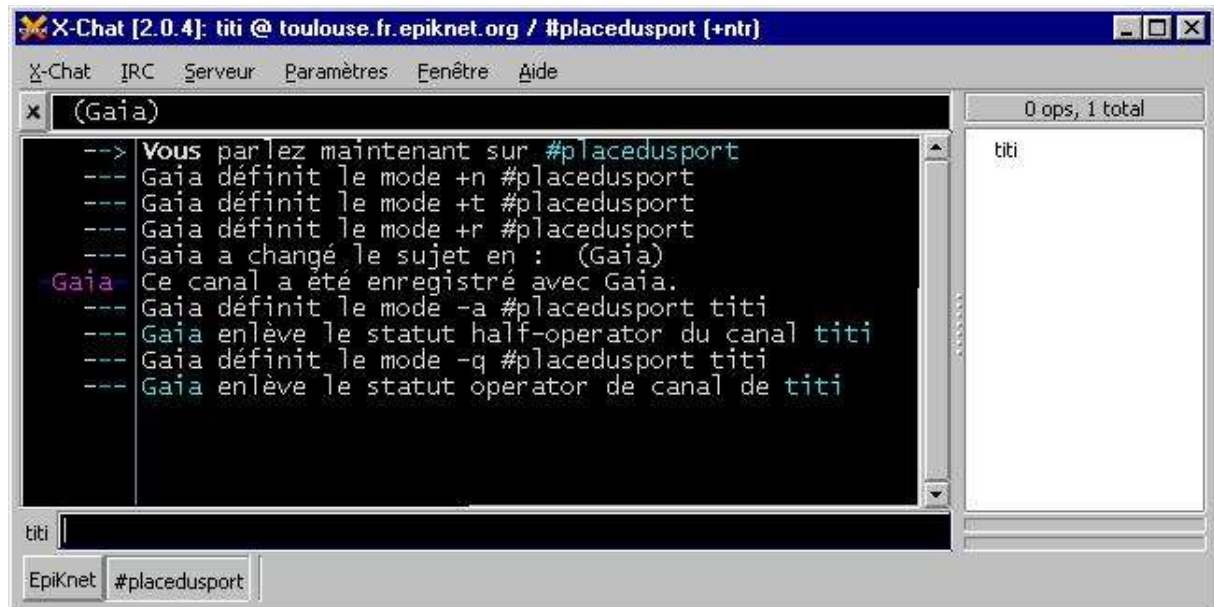 X-Chat [2.0.4]: titi @ toulouse.fr.epiknet.org / #placedusport (+ntr)
X-Chat IRC Serveur Paramètres Fenêtre Aide
x (Gaia) 0 ops, 1 total
--> Vous parlez maintenant sur #placedusport
titi
--- Gaia définit le mode +n #placedusport
--- Gaia définit le mode +t #placedusport
--- Gaia définit le mode +r #placedusport
--- Gaia a changé le sujet en : (Gaia)
-Gaia- Ce canal a été enregistré avec Gaia.
--- Gaia définit le mode -a #placedusport titi
--- Gaia enlève le statut half-operator du canal titi
--- Gaia définit le mode -q #placedusport titi
--- Gaia enlève le statut operator de canal de titi
titi
EpiKnet #placedusport